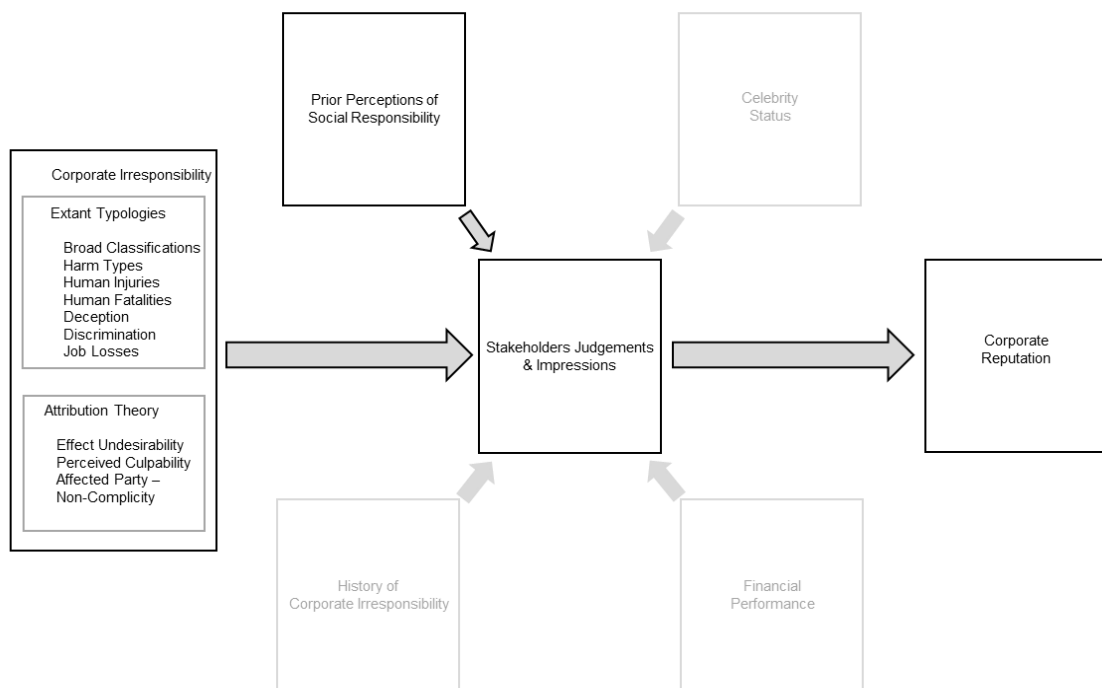 Prior Perceptions of
Social Responsibility
Celebrity
Status
Corporate Irresponsibility
Extant Typologies
Broad Classifications
Harm Types
Human Injuries
Human Fatalities
Deception
Discrimination
Job Losses
Attribution Theory
Effect Undesirability
Perceived Culpability
Affected Party –
Non-Complicity
Stakeholders Judgements
& Impressions
Corporate
Reputation
History of
Corporate Irresponsibility
Financial
Performance